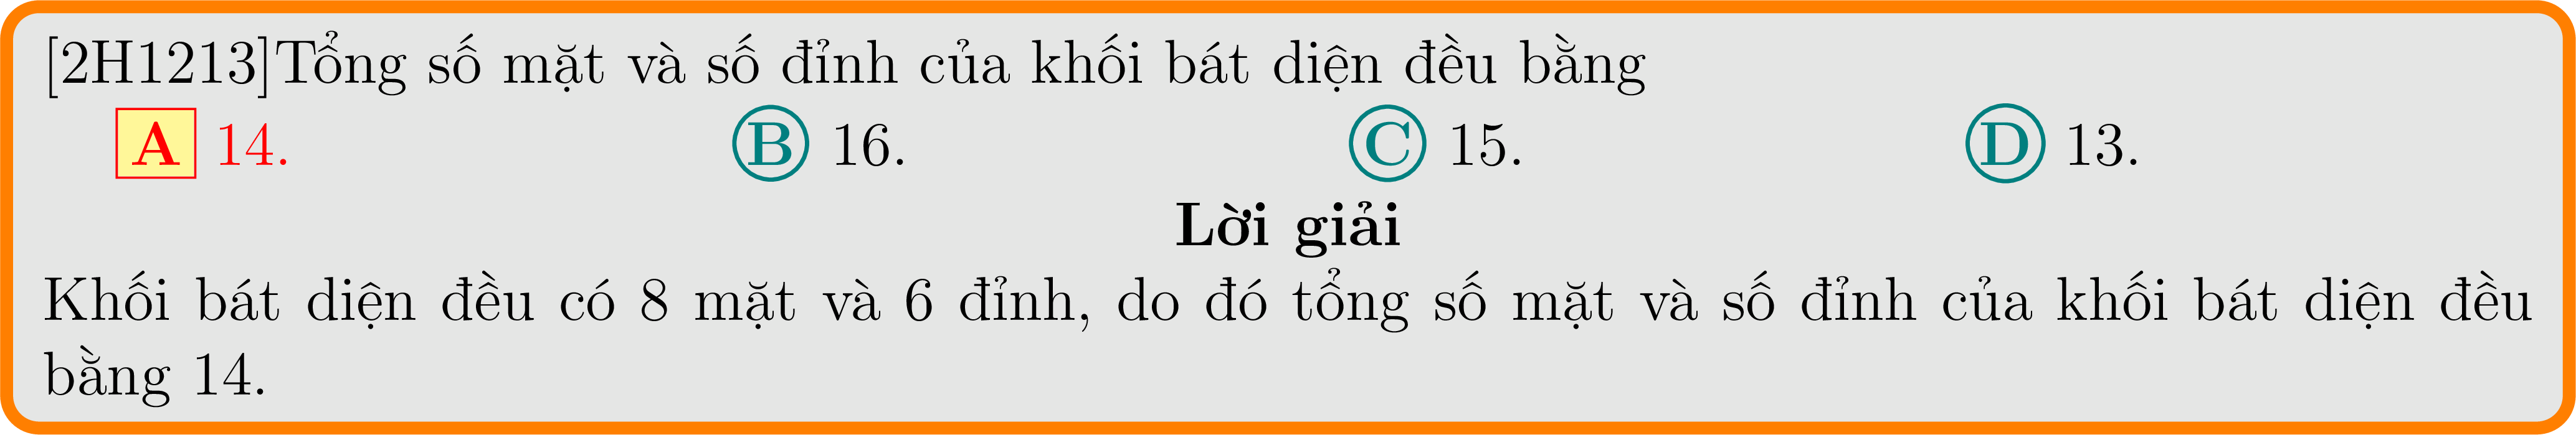 [2H1213]Tổng số mặt và số đỉnh của khối bát diện đều bằng
A 14. B 16. C 15. D 13.
Lời giải
Khối bát diện đều có 8 mặt và 6 đỉnh, do đó tổng số mặt và số đỉnh của khối bát diện đều
bằng 14.